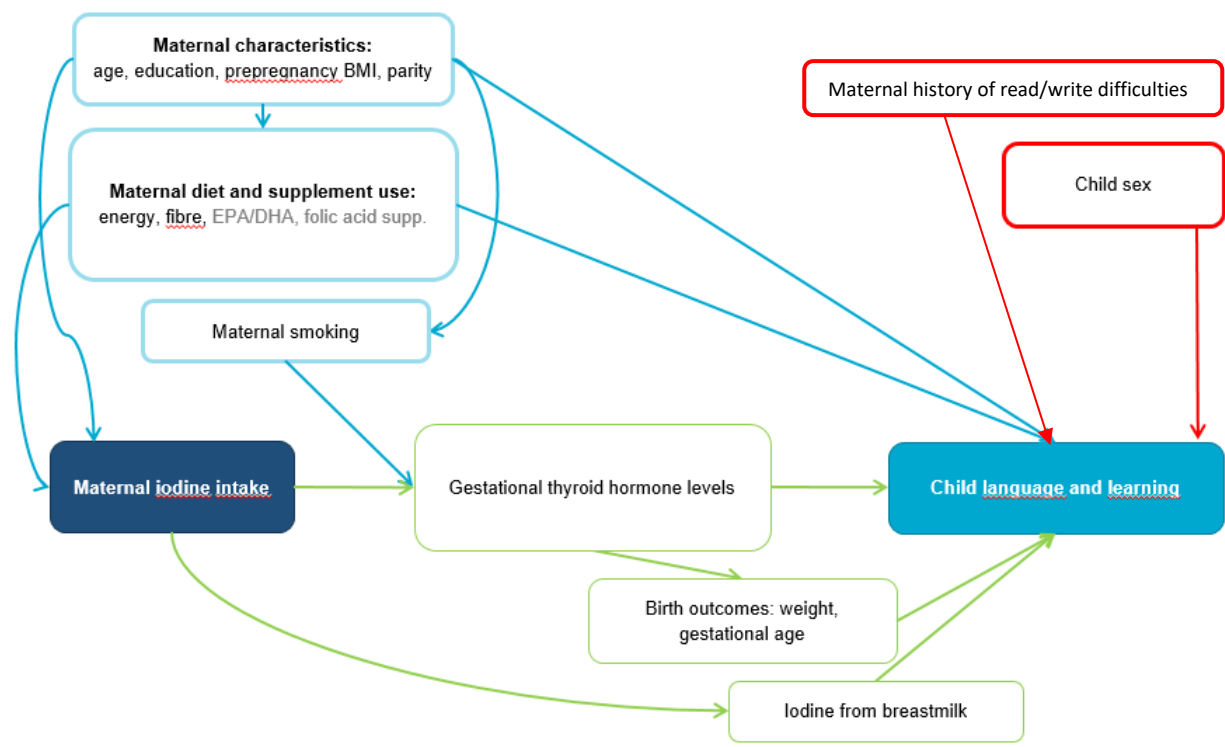 Maternal characteristics:
age, education, prepregnancy BMI, parity
Maternal history of read/write difficulties
Child sex
Maternal diet and supplement use:
energy, fibre, EPA/DHA, folic acid supp.
Maternal smoking
Maternal iodine intake
Gestational thyroid hormone levels
Child language and learning
Birth outcomes: weight,
gestational age
Iodine from breastmilk